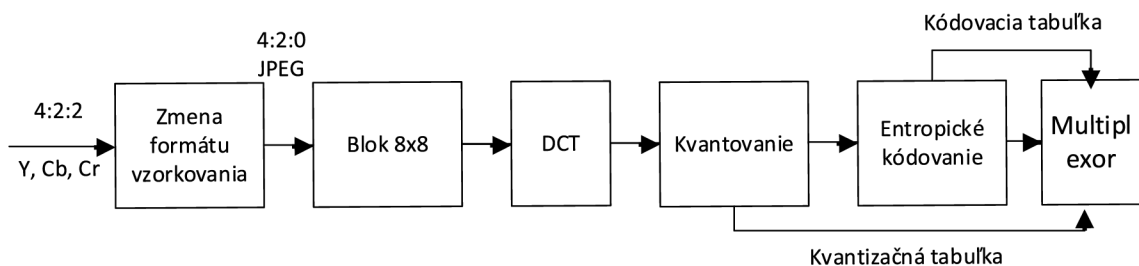 Kódovacia tabuľka
4:2:0
JPEG
4:2:2
Y, Cb, Cr
Zmena
formátu
vzorkovania
Blok 8x8
DCT
Kvantovanie
Entropické
kódovanie
Multipl
exor
Kvantizačná tabuľka